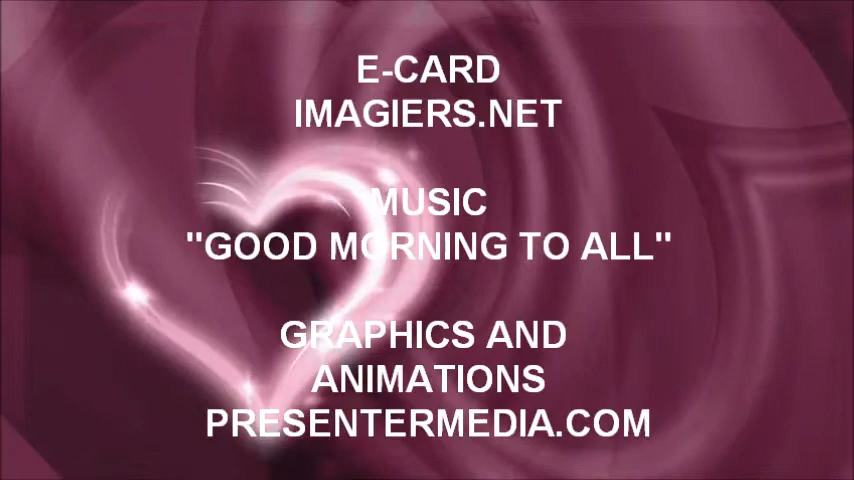 E-CARD
IMAGIERS.NET
MUSIC
"GOOD MORNING TO ALL"
GRAPHICS AND
ANIMATIONS
PRESENTERMEDIA.COM